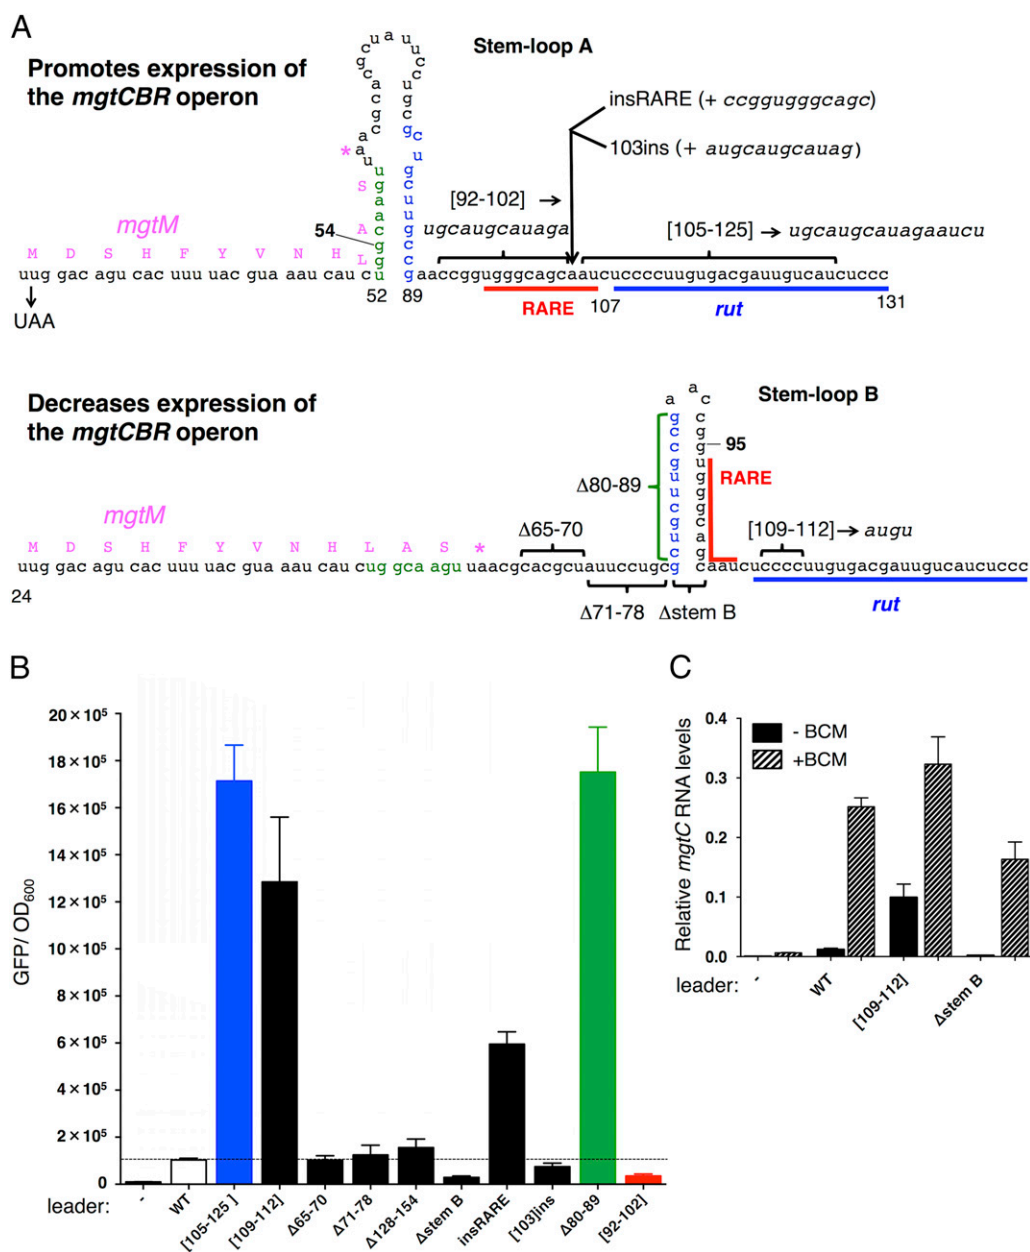 A
Promotes expression of
the mgtCBR operon
Stem-loop A
insRARE (+ ccggugggcagc)
103ins (+ augcaugcauag)
[92-102] →
ugcaugcauaga
[105-125] → ugcaugcauagaaucu
mgtM
M D S H F Y V N H L A S *
54
uug gac agu cac uuu uac gua aau cau c
gaaccggugggcagcaaucuccccuugugacgauugucaucuccc
52 89
RARE
107
rut
131
UAA
Decreases expression of
the mgtCBR operon
Stem-loop B
a a c
95
RARE
Δ80-89
mgtM
Δ65-70
[109-112] → augu
M D S H F Y V N H L A S *
uug gac agu cac uuu uac gua aau cau cug gca agu uaacgcacgcuauuccugc
caaucuccccuugugacgauugucaucuccc
24
Δ71-78
Δstem B
rut
B
GFP/ OD600
20 × 10⁵
18 × 10⁵
16 × 10⁵
14 × 10⁵
12 × 10⁵
10 × 10⁵
8 × 10⁵
6 × 10⁵
4 × 10⁵
2 × 10⁵
0
leader:
-
WT
[105-125 ]
[109-112]
Δ65-70
Δ71-78
Δ128-154
Δstem B
insRARE
[103]ins
Δ80-89
[92-102]
C
Relative mgtC RNA levels
0.4
0.3
0.2
0.1
0.0
- BCM
+BCM
leader:
-
WT
[109-112]
Δstem B